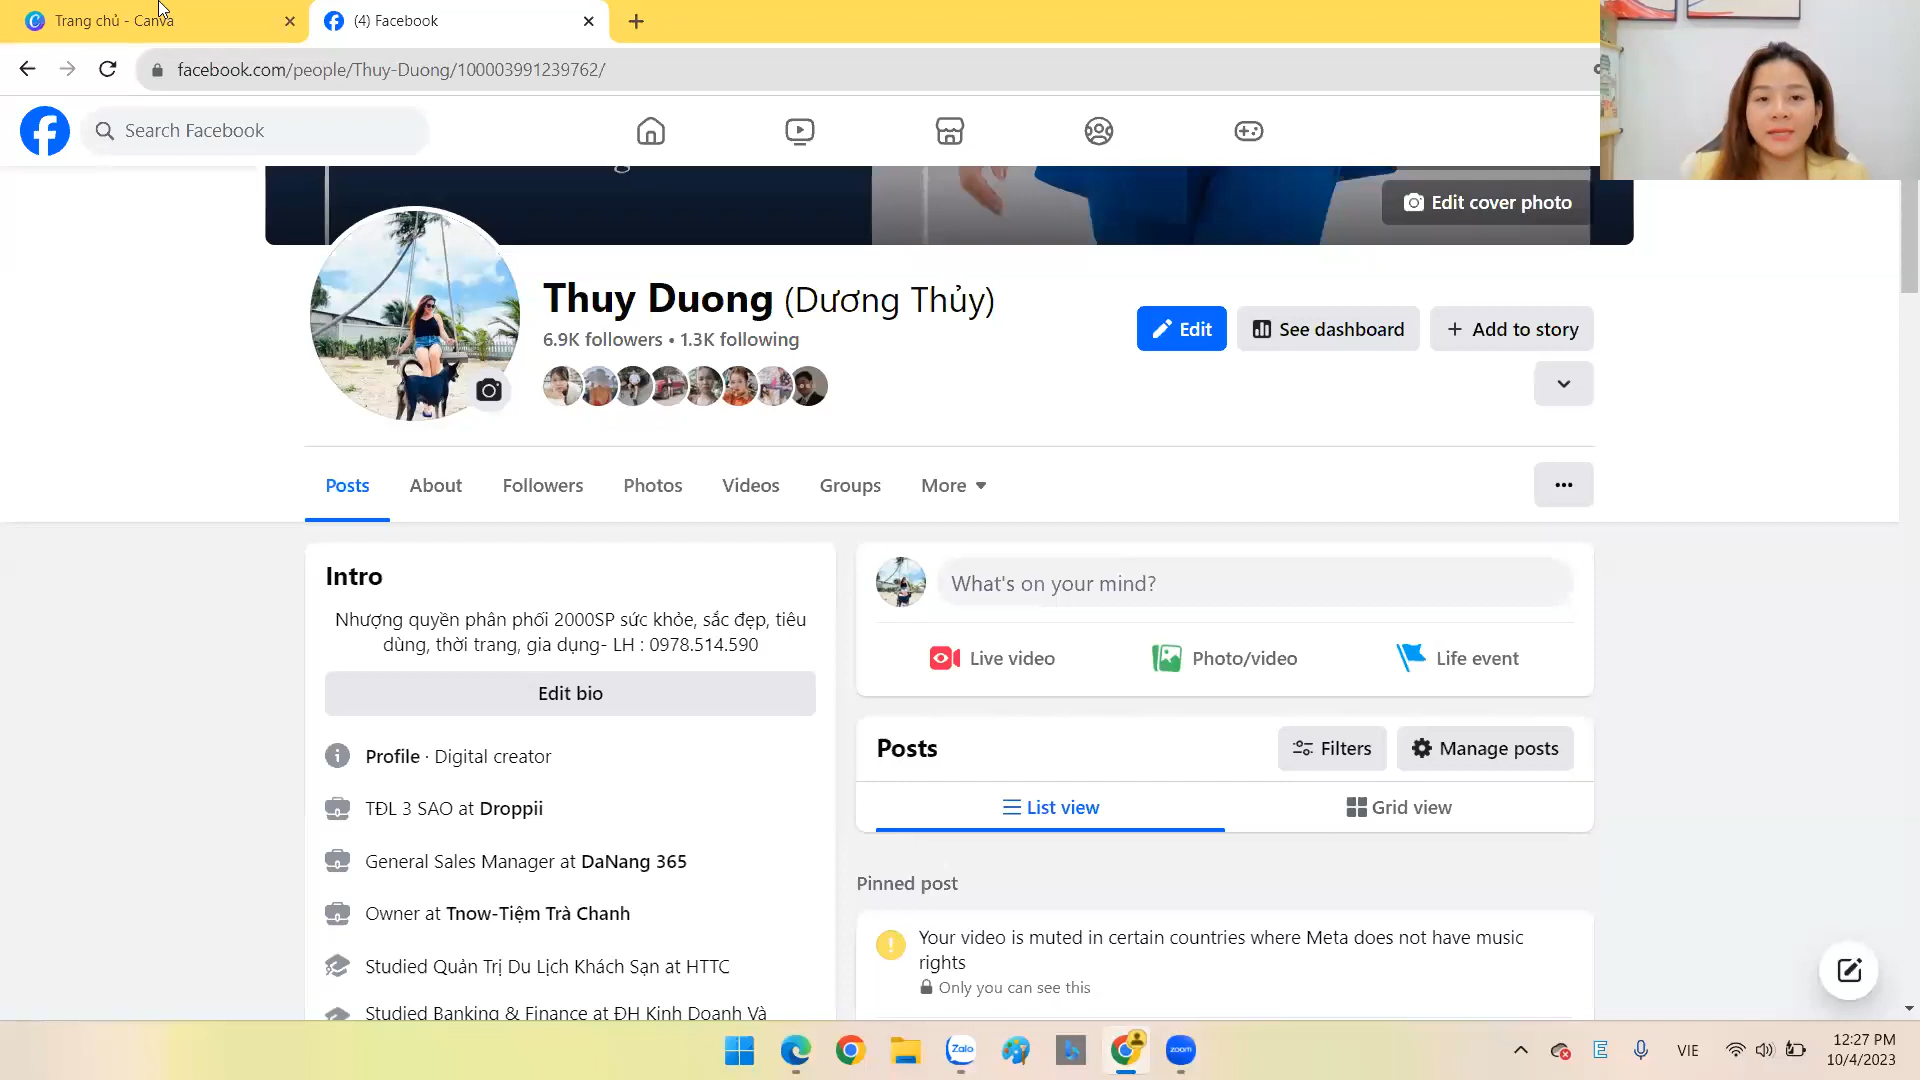 Trang chủ - Canva
(4) Facebook
facebook.com/people/Thuy-Duong/100003991239762/
Search Facebook
Edit cover photo
Thuy Duong (Dương Thủy)
6.9K followers • 1.3K following
Edit
See dashboard
+ Add to story
Posts
About
Followers
Photos
Videos
Groups
More
Intro
Nhượng quyền phân phối 2000SP sức khỏe, sắc đẹp, tiêu
dùng, thời trang, gia dụng- LH : 0978.514.590
Edit bio
Profile · Digital creator
TĐL 3 SAO at Droppii
General Sales Manager at DaNang 365
Owner at Tnow-Tiệm Trà Chanh
Studied Quản Trị Du Lịch Khách Sạn at HTTC
Studied Banking & Finance at ĐH Kinh Doanh Và
What's on your mind?
Live video
Photo/video
Life event
Posts
Filters
Manage posts
List view
Grid view
Pinned post
Your video is muted in certain countries where Meta does not have music
rights
Only you can see this
Zalo
zoom
VIE
12:27 PM
10/4/2023